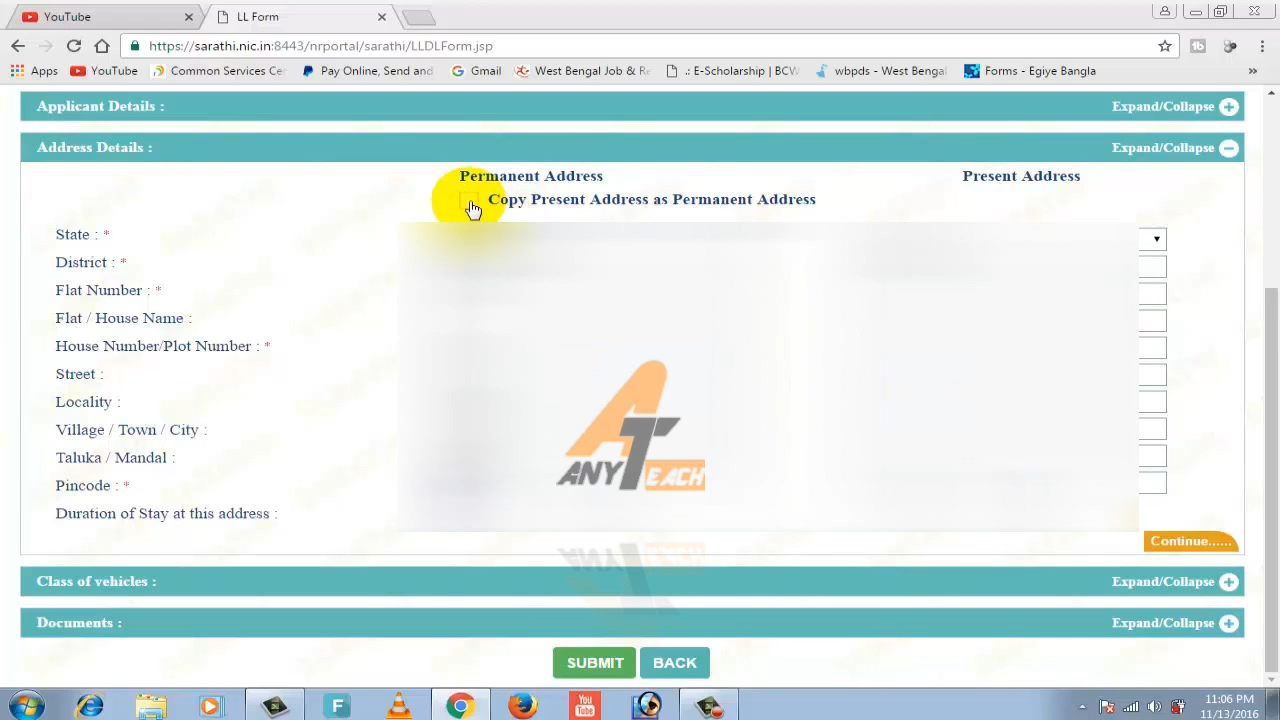 YouTube
LL Form
https://sarathi.nic.in:8443/nrportal/sarathi/LLDLForm.jsp
Apps YouTube Common Services Cer Pay Online, Send and Gmail West Bengal Job & Re .: E-Scholarship | BCW wbpds - West Bengal Forms - Egiye Bangla »
Applicant Details : Expand/Collapse
Address Details : Expand/Collapse
Permanent Address Present Address
Copy Present Address as Permanent Address
State : *
District : *
Flat Number : *
Flat / House Name :
House Number/Plot Number : *
Street :
Locality :
Village / Town / City :
Taluka / Mandal :
Pincode : *
Duration of Stay at this address :
ANY TEACH
Continue......
Class of vehicles : Expand/Collapse
Documents : Expand/Collapse
SUBMIT BACK
You Tube
11:06 PM
11/13/2016